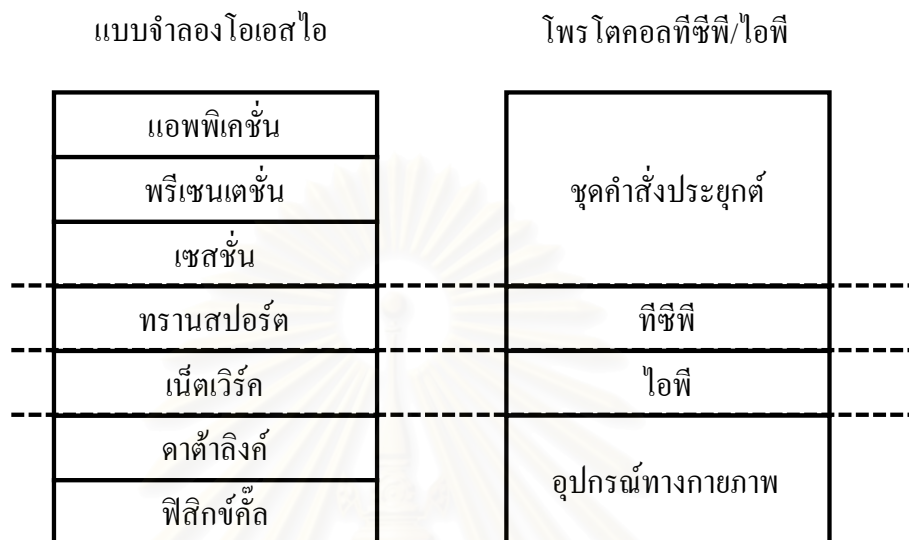 แบบจำลองโอเอสไอ
โพรโตคอลทีซีพี/ไอพี
แอพพิเคชั่น
พรีเซนเตชั่น
เซสชั่น
ทรานสปอร์ต
เน็ตเวิร์ค
ดาต้าลิงค์
ฟิสิกข์คั๊ล
ชุดคำสั่งประยุกต์
ทีซีพี
ไอพี
อุปกรณ์ทางกายภาพ